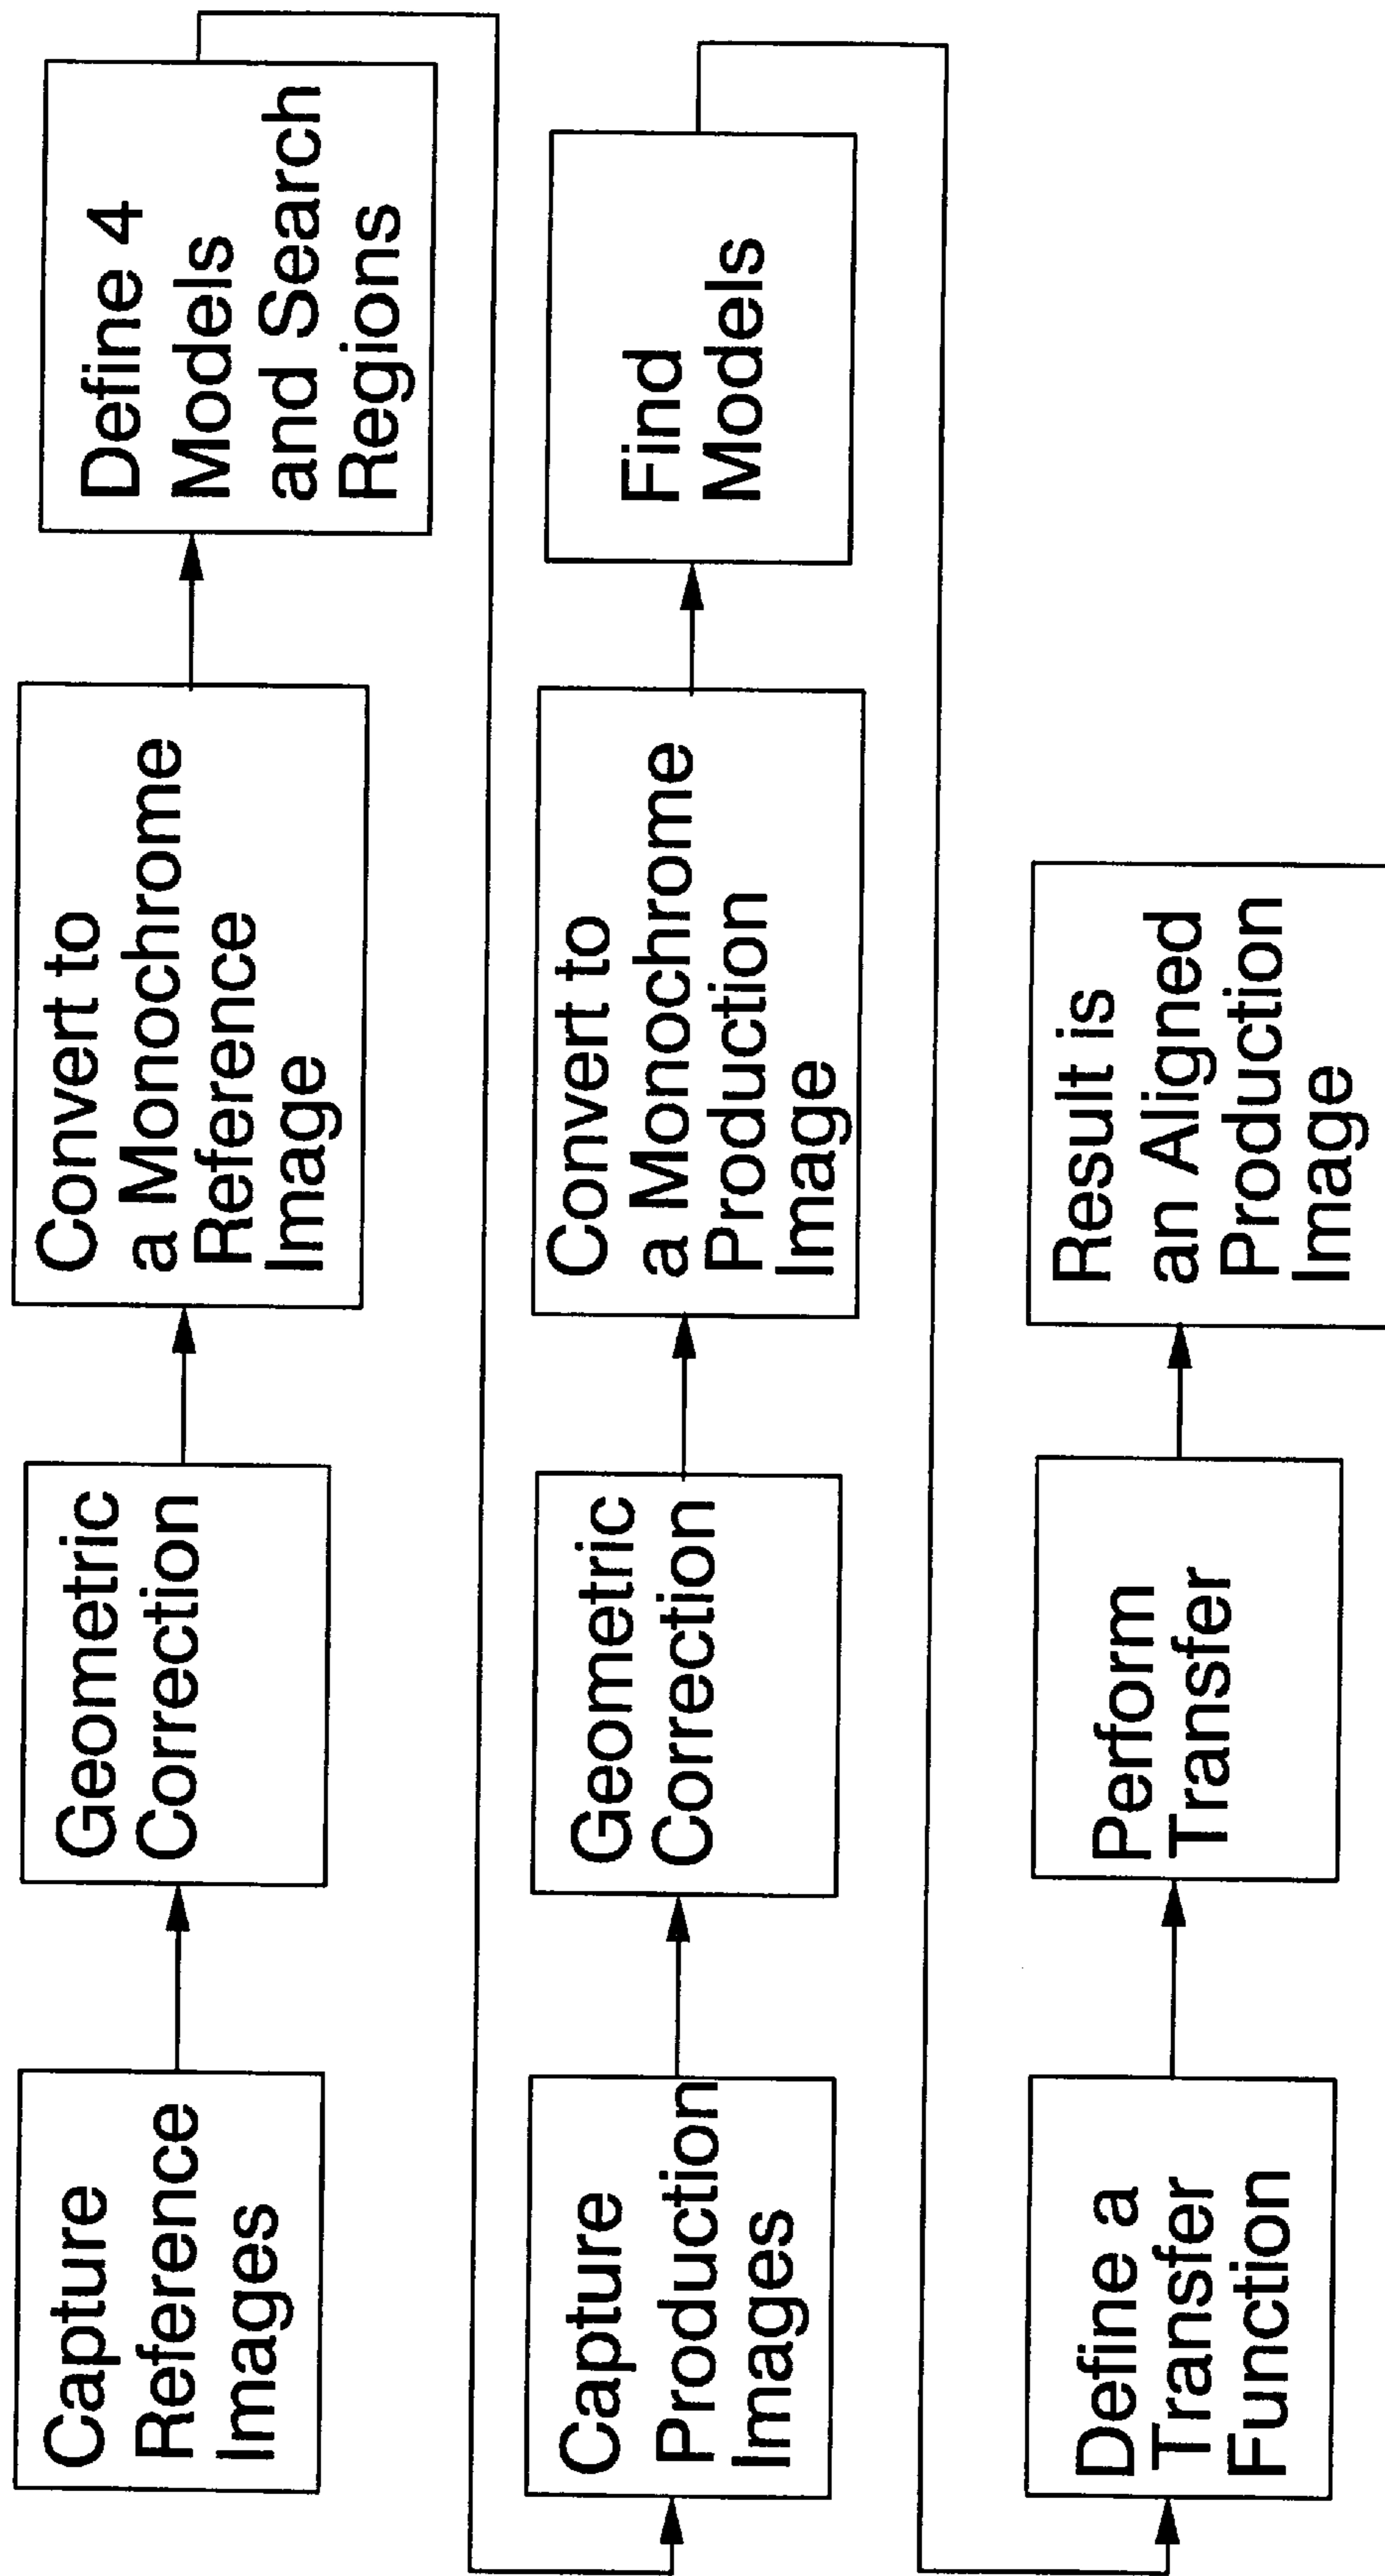 Capture
Reference
Images
Geometric
Correction
Convert to
a Monochrome
Reference
Image
Define 4
Models
and Search
Regions
Capture
Production
Images
Geometric
Correction
Convert to
a Monochrome
Production
Image
Find
Models
Define a
Transfer
Function
Perform
Transfer
Result is
an Aligned
Production
Image